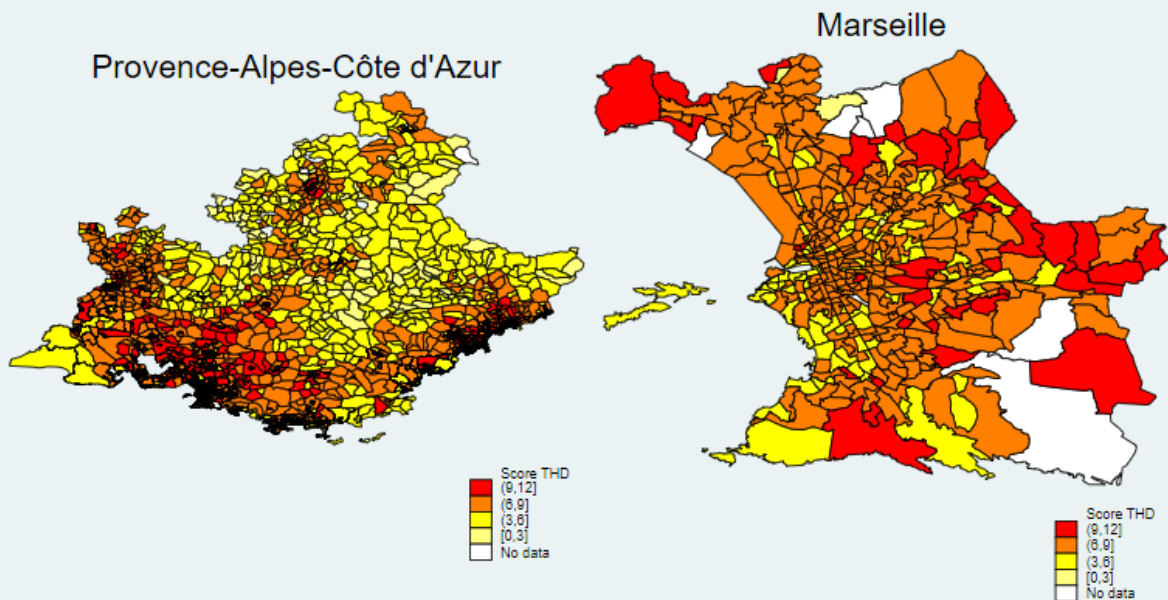 Provence-Alpes-Côte d'Azur
Marseille
Score THD
(9,12]
(6,9]
(3,6]
[0,3]
No data
Score THD
(9,12]
(6,9]
(3,6]
[0,3]
No data